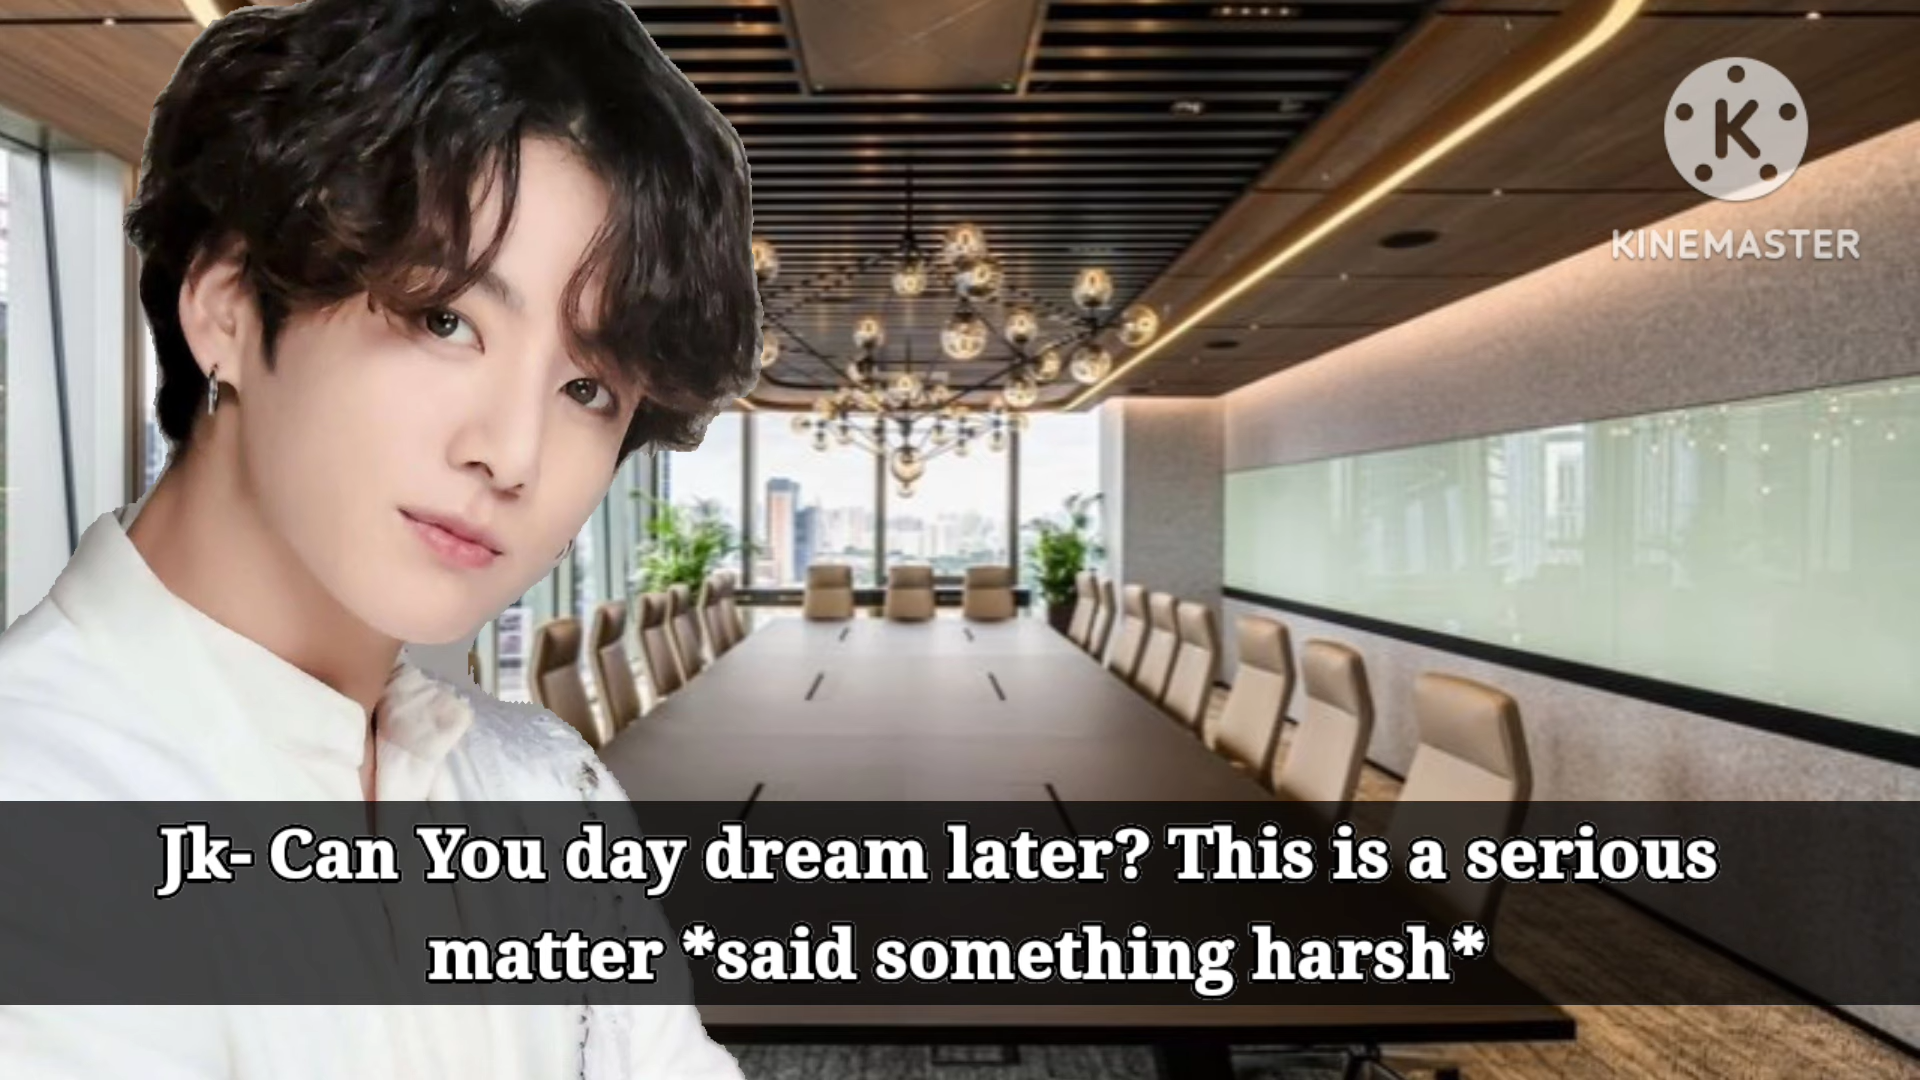 K
KINEMASTER
Jk- Can You day dream later? This is a serious
matter *said something harsh*